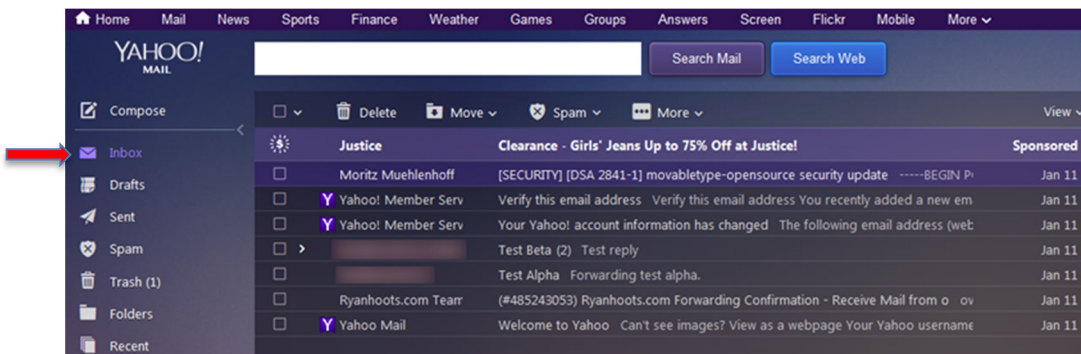 Home Mail News Sports Finance Weather Games Groups Answers Screen Flickr Mobile More
YAHOO!
MAIL
Search Mail Search Web
Compose
Delete Move Spam More View
Inbox
Justice Clearance - Girls' Jeans Up to 75% Off at Justice! Sponsored
Moritz Muehlenhoff [SECURITY] [DSA 2841-1] movabletype-opensource security update -----BEGIN Jan 11
Drafts
Y Yahoo! Member Serv Verify this email address Verify this email address You recently added a new em Jan 11
Sent
Y Yahoo! Member Serv Your Yahoo! account information has changed The following email address (web Jan 11
Spam
Test Beta (2) Test reply Jan 11
Trash (1)
Test Alpha Forwarding test alpha. Jan 11
Ryanhoots.com Team (#485243053) Ryanhoots.com Forwarding Confirmation - Receive Mail from o Jan 11
Folders
Y Yahoo Mail Welcome to Yahoo Can't see images? View as a webpage Your Yahoo username Jan 11
Recent